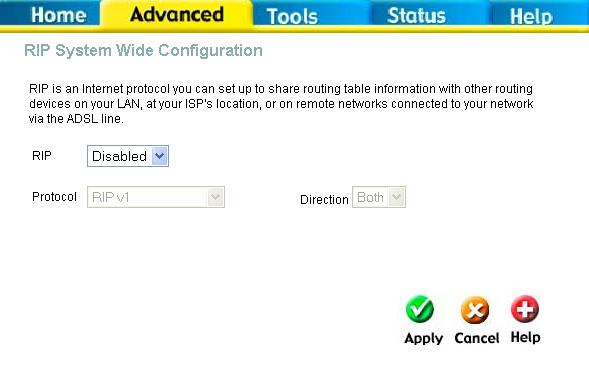 Home Advanced Tools Status Help
RIP System Wide Configuration
RIP is an Internet protocol you can set up to share routing table information with other routing
devices on your LAN, at your ISP's location, or on remote networks connected to your network
via the ADSL line.
RIP Disabled
Protocol RIP v1 Direction Both
Apply Cancel Help